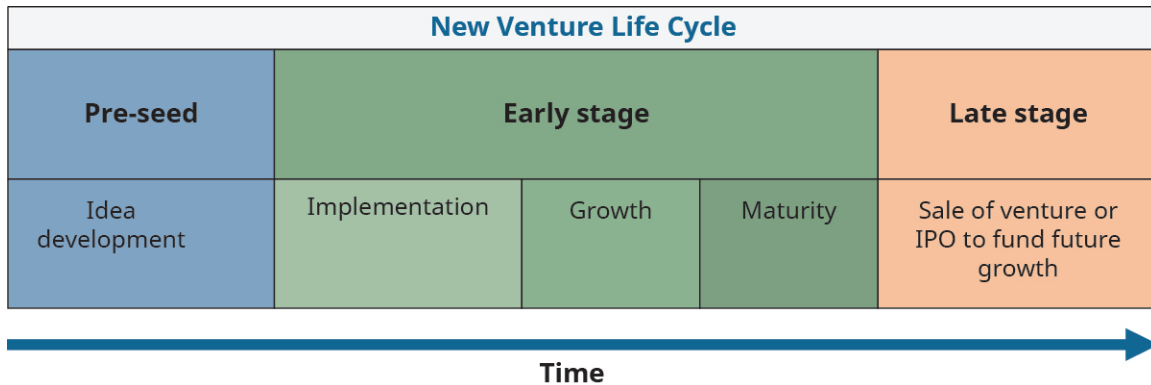 New Venture Life Cycle
Pre-seed
Early stage
Late stage
Idea
development
Implementation
Growth
Maturity
Sale of venture or
IPO to fund future
growth
Time